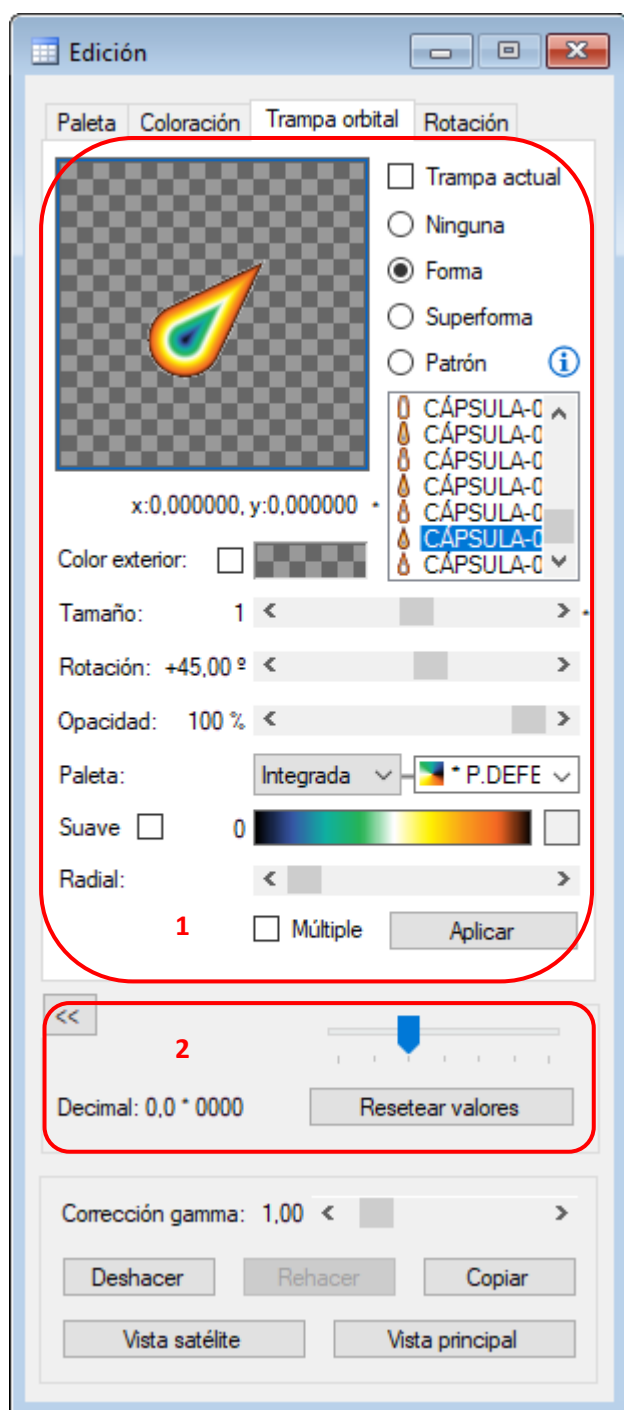 Edición
Paleta Coloración Trampa orbital Rotación
Trampa actual
Ninguna
Forma
Superforma
Patrón
CÁPSULA-0
CÁPSULA-0
CÁPSULA-0
CÁPSULA-0
CÁPSULA-0
CÁPSULA-0
CÁPSULA-0
x:0,000000, y:0,000000 *
Color exterior:
Tamaño: 1 *
Rotación: +45,00 º
Opacidad: 100 %
Paleta: Integrada * P.DEFE
Suave 0
Radial:
1 Múltiple Aplicar
<<
2
Decimal: 0,0 * 0000 Resetear valores
Corrección gamma: 1,00
Deshacer Rehacer Copiar
Vista satélite Vista principal